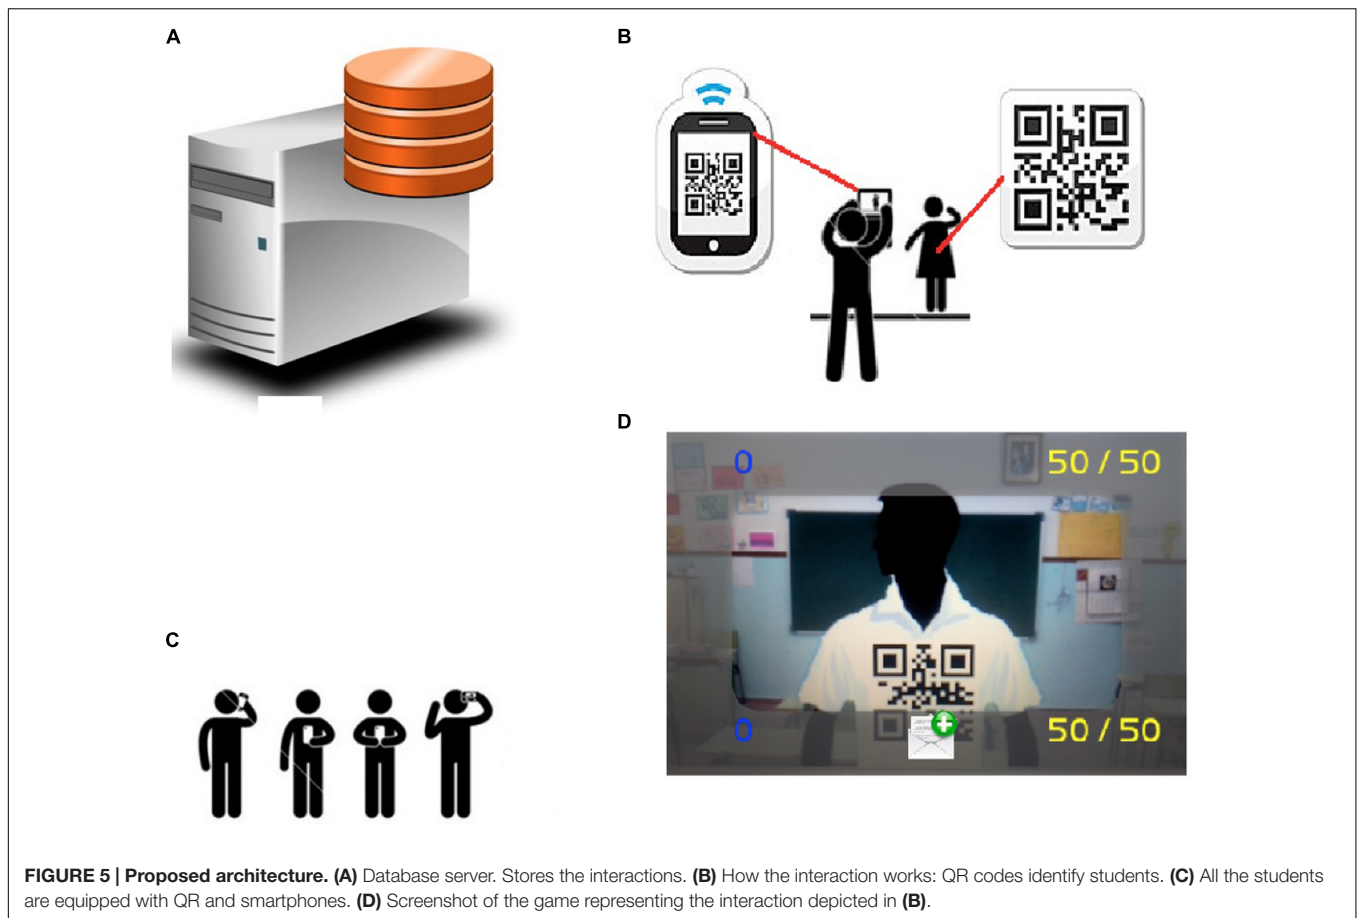 A
B
D
0 50 / 50
C
0 50 / 50
FIGURE 5 | Proposed architecture. (A) Database server. Stores the interactions. (B) How the interaction works: QR codes identify students. (C) All the students
are equipped with QR and smartphones. (D) Screenshot of the game representing the interaction depicted in (B).